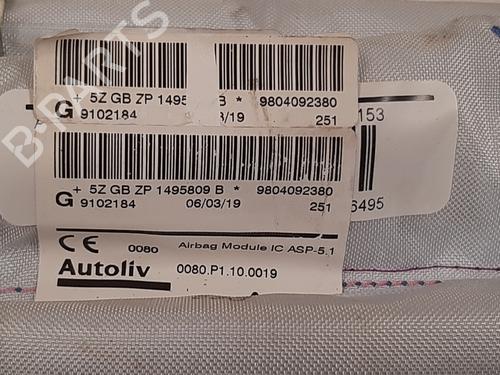 + 5Z GB ZP 1495 B * 9804092380
G 9102184 3/19 251
153
+ 5Z GB ZP 1495809 B * 9804092380
G 9102184 06/03/19 251
6495
CE 0080 Airbag Module IC ASP-5.1
Autoliv 0080.P1.10.0019
B-PARTS